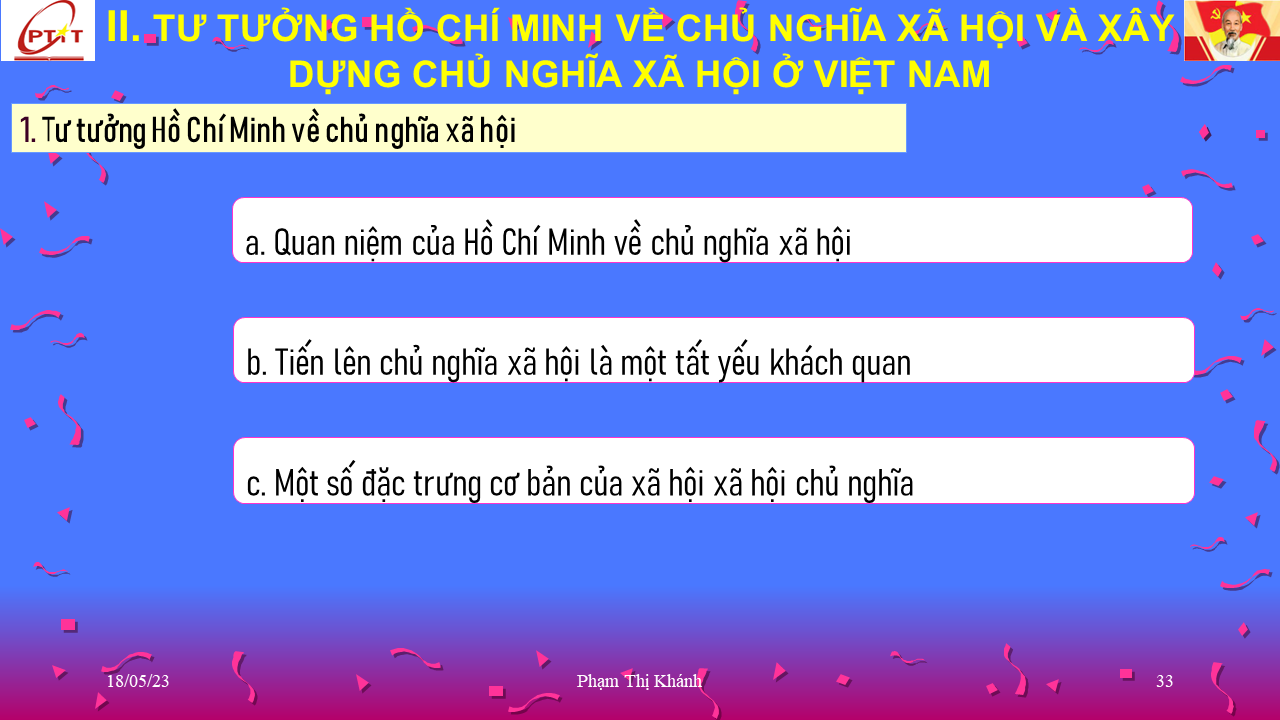 PTiT
II. TƯ TƯỞNG HỒ CHÍ MINH VỀ CHỦ NGHĨA XÃ HỘI VÀ XÂY
DỰNG CHỦ NGHĨA XÃ HỘI Ở VIỆT NAM
1. Tư tưởng Hồ Chí Minh về chủ nghĩa xã hội
a. Quan niệm của Hồ Chí Minh về chủ nghĩa xã hội
b. Tiến lên chủ nghĩa xã hội là một tất yếu khách quan
c. Một số đặc trưng cơ bản của xã hội xã hội chủ nghĩa
18/05/23
Phạm Thị Khánh
33